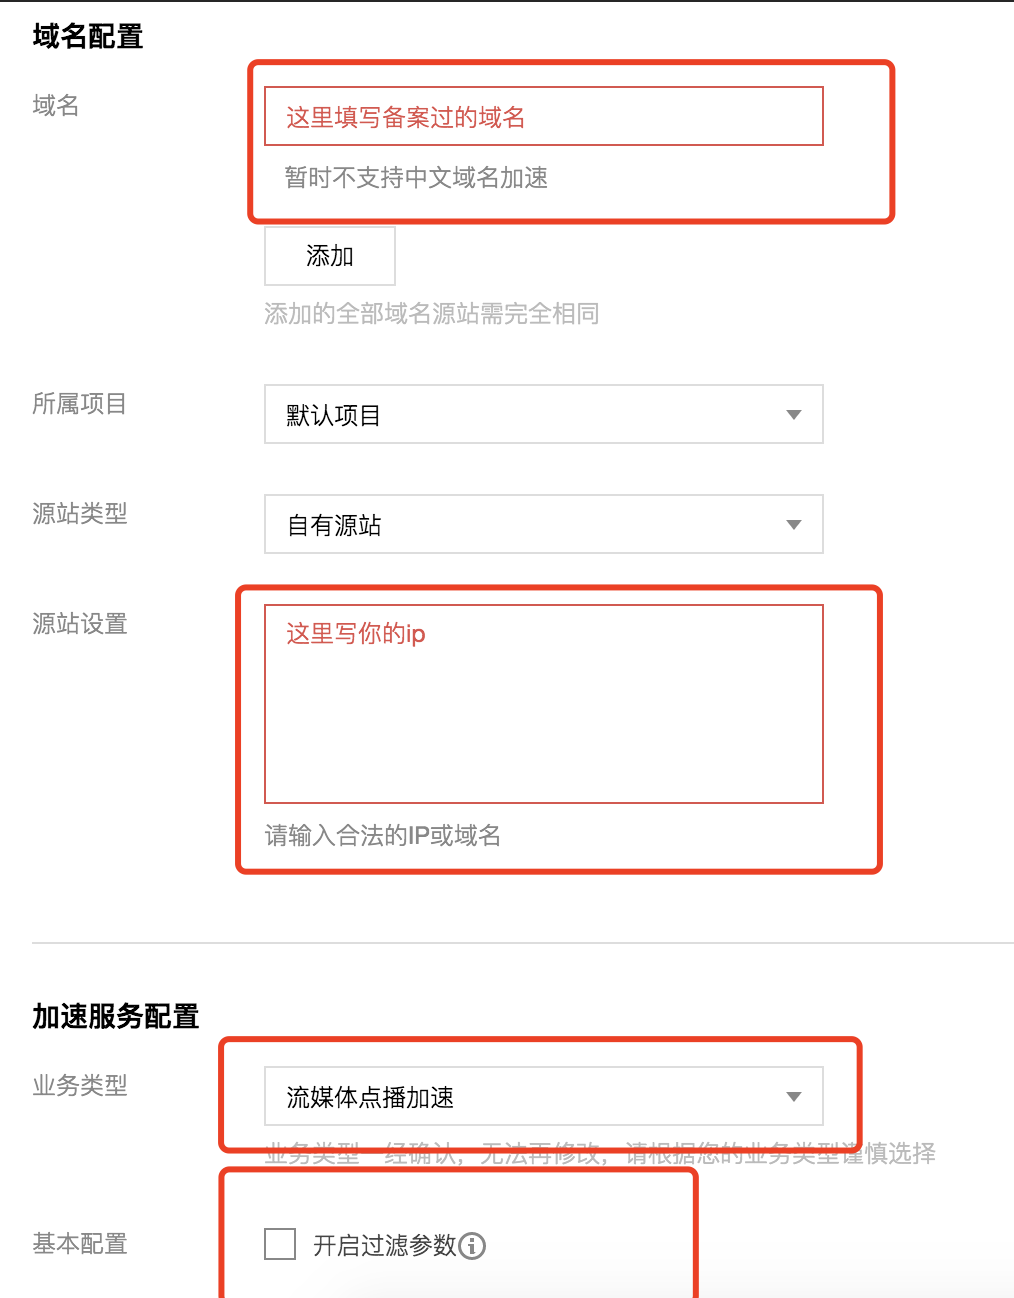 域名配置
域名
这里填写备案过的域名
暂时不支持中文域名加速
添加
添加的全部域名源站需完全相同
所属项目
默认项目
源站类型
自有源站
源站设置
这里写你的ip
请输入合法的IP或域名
加速服务配置
业务类型
流媒体点播加速
业务类型一经确认，无法再修改，请根据您的业务类型谨慎选择
基本配置
开启过滤参数